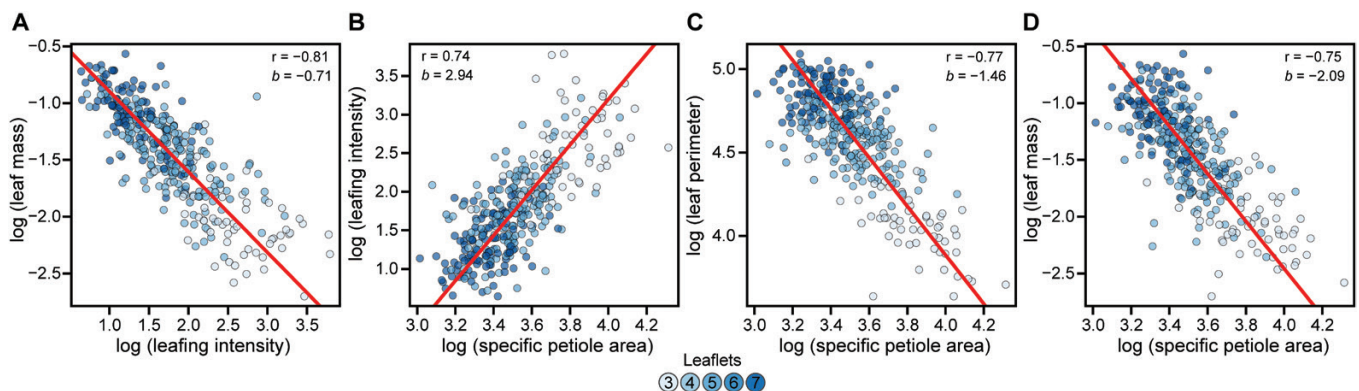 A
r = −0.81
b = −0.71
−0.5
−1.0
−1.5
−2.0
−2.5
log (leaf mass)
1.0 1.5 2.0 2.5 3.0 3.5
log (leafing intensity)
B
r = 0.74
b = 2.94
3.5
3.0
2.5
2.0
1.5
1.0
log (leafing intensity)
3.0 3.2 3.4 3.6 3.8 4.0 4.2
log (specific petiole area)
C
r = −0.77
b = −1.46
5.0
4.5
4.0
log (leaf perimeter)
3.0 3.2 3.4 3.6 3.8 4.0 4.2
log (specific petiole area)
D
r = −0.75
b = −2.09
−0.5
−1.0
−1.5
−2.0
−2.5
log (leaf mass)
3.0 3.2 3.4 3.6 3.8 4.0 4.2
log (specific petiole area)
Leaflets
3 4 5 6 7